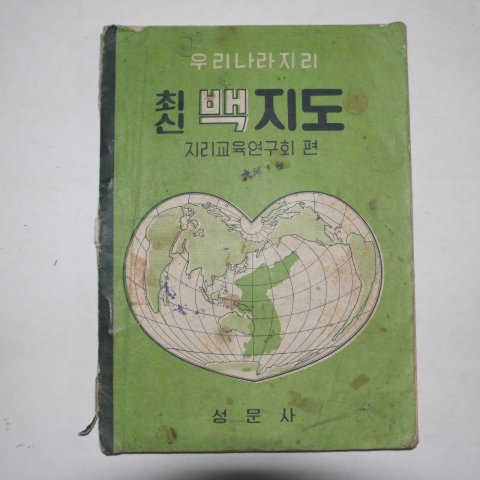 우리나라지리
최신 백지도
지리교육연구회 편
성문사